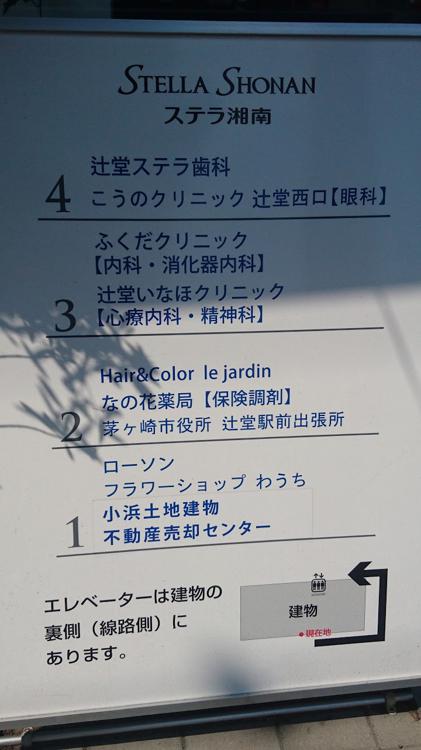 STELLA SHONAN
ステラ湘南
4
辻堂ステラ歯科
こうのクリニック 辻堂西口【眼科】
3
ふくだクリニック
【内科・消化器内科】
辻堂いなほクリニック
【心療内科・精神科】
2
Hair&Color le jardin
なの花薬局【保険調剤】
茅ヶ崎市役所 辻堂駅前出張所
1
ローソン
フラワーショップ わうち
小浜土地建物
不動産売却センター
エレベーターは建物の
裏側（線路側）に
あります。
建物
●現在地